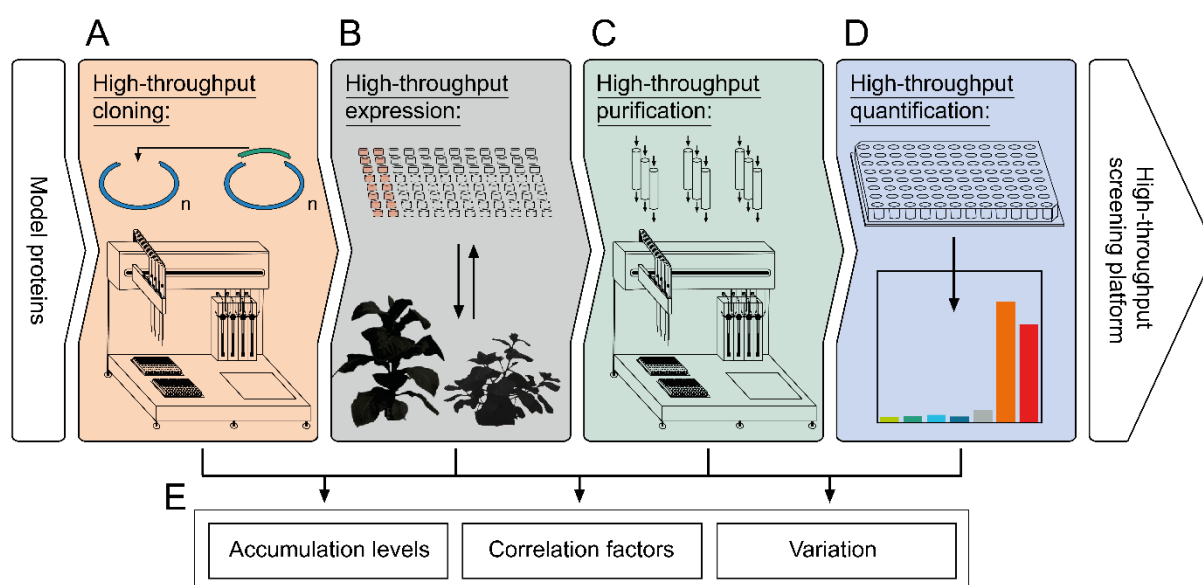 A
B
C
D
Model proteins
High-throughput
cloning:
n
n
High-throughput
expression:
High-throughput
purification:
High-throughput
quantification:
High-throughput
screening platform
E
Accumulation levels
Correlation factors
Variation